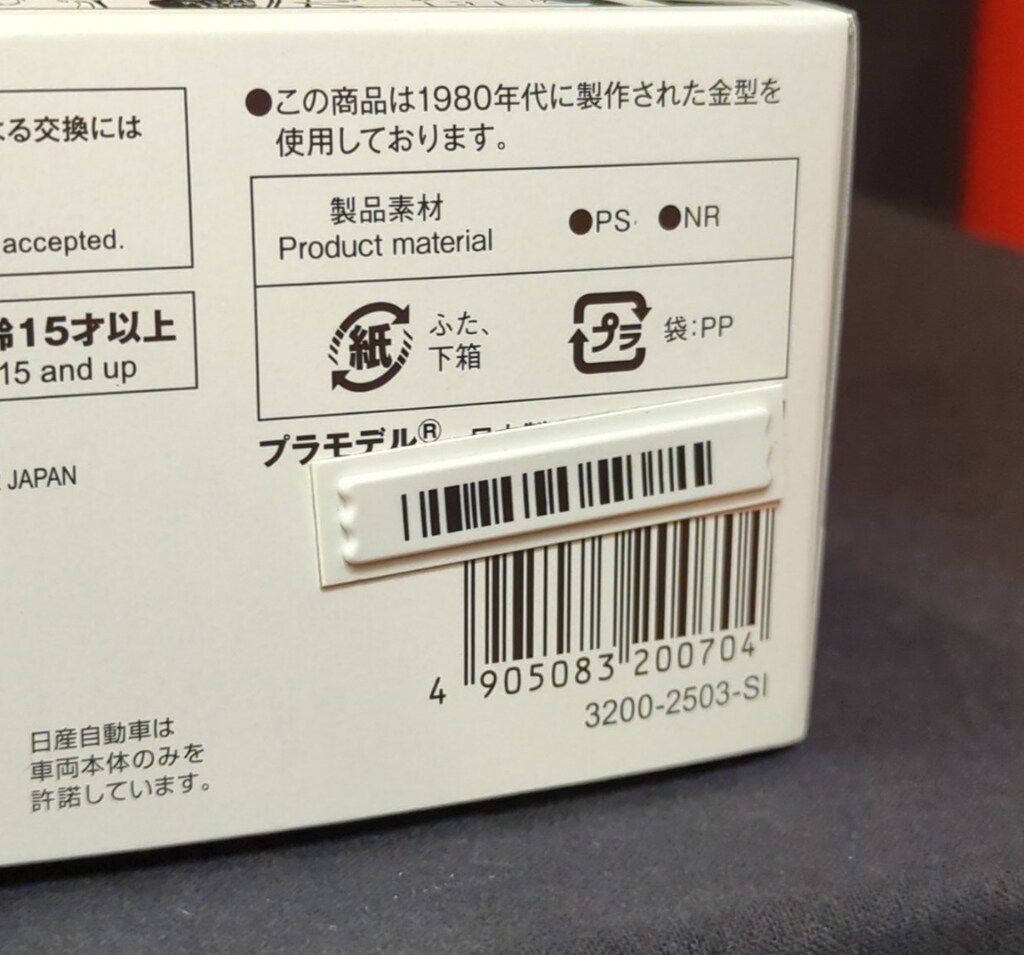 る交換には
accepted.
齢15才以上
15 and up
JAPAN
日産自動車は
車両本体のみを
許諾しています。
●この商品は1980年代に製作された金型を
使用しております。
製品素材
Product material
●PS ●NR
紙 ふた、
下箱
プラ 袋:PP
プラモデル®
4 905083 200704
3200-2503-SI